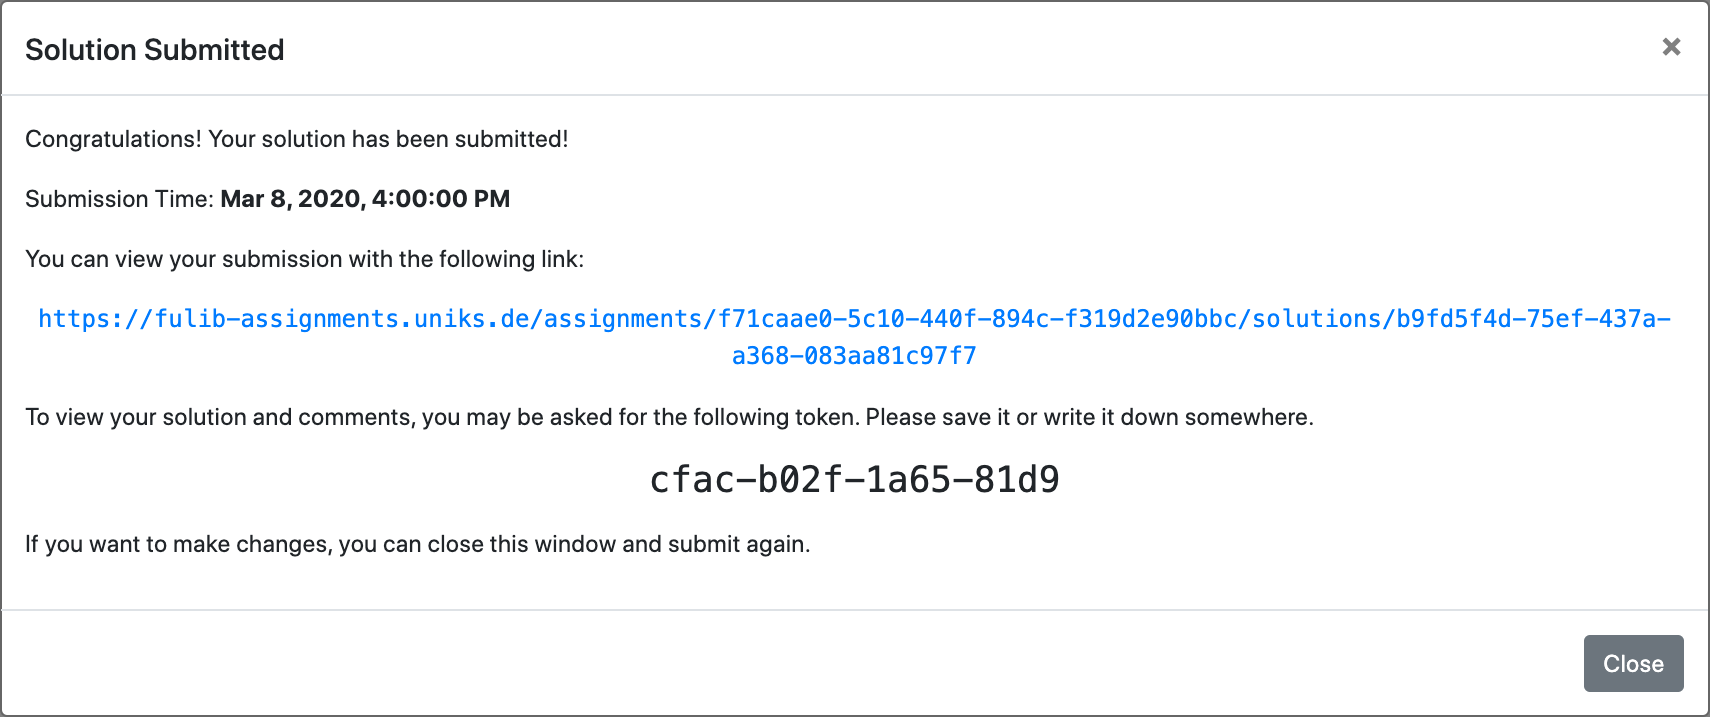 Solution Submitted
×
Congratulations! Your solution has been submitted!
Submission Time: Mar 8, 2020, 4:00:00 PM
You can view your submission with the following link:
https://fulib-assignments.uniks.de/assignments/f71caae0-5c10-440f-894c-f319d2e90bbc/solutions/b9fd5f4d-75ef-437a-
a368-083aa81c97f7
To view your solution and comments, you may be asked for the following token. Please save it or write it down somewhere.
cfac-b02f-1a65-81d9
If you want to make changes, you can close this window and submit again.
Close